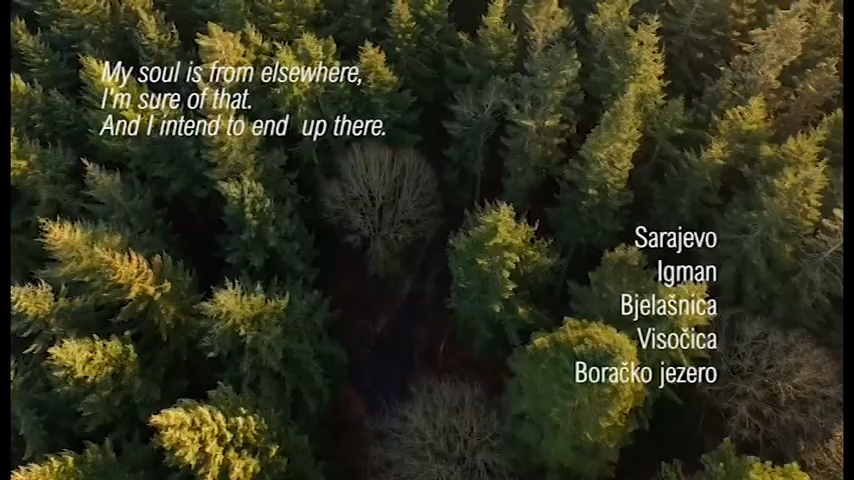 My soul is from elsewhere,
I'm sure of that.
And I intend to end up there.
Sarajevo
Igman
Bjelašnica
Visočica
Boračko jezero